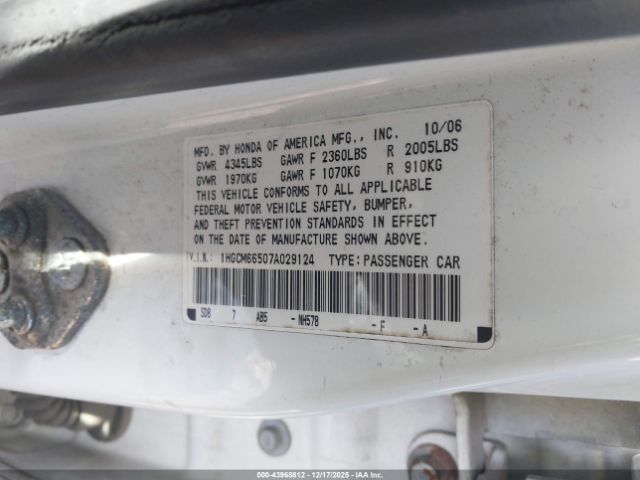 MFD. BY HONDA OF AMERICA MFG., INC. 10/06
GVWR 4345LBS GAWR F 2360LBS R 2005LBS
GVWR 1970KG GAWR F 1070KG R 910KG
THIS VEHICLE CONFORMS TO ALL APPLICABLE
FEDERAL MOTOR VEHICLE SAFETY, BUMPER,
AND THEFT PREVENTION STANDARDS IN EFFECT
ON THE DATE OF MANUFACTURE SHOWN ABOVE.
V.I.N.: 1HGCM66507A029124 TYPE: PASSENGER CAR
SD8 7 AB5 -NH578 -F -A
000-43968812 - 12/17/2025 - IAA Inc.